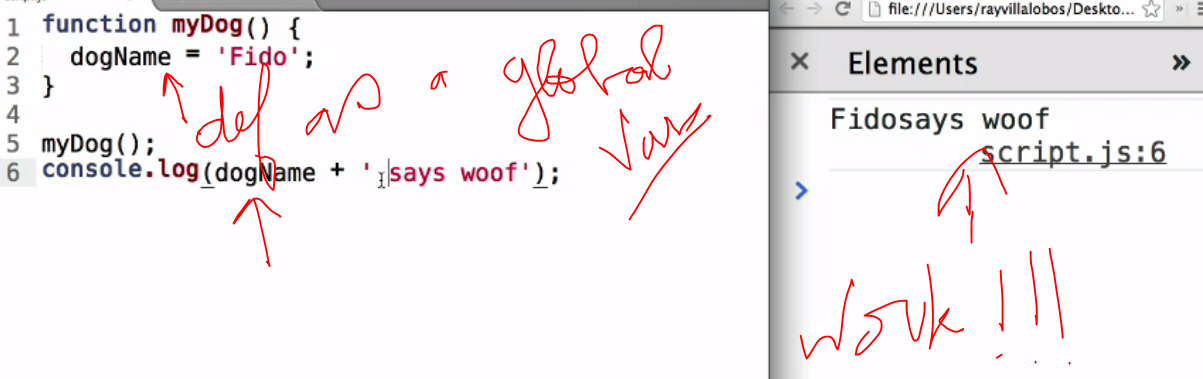 1 function myDog() {
2 dogName = 'Fido';
3 }
4
5 myDog();
6 console.log(dogName + ' says woof');
def as a global
Vars
file:///Users/rayvillalobos/Deskto...
Elements
Fidosays woof
script.js:6
Work!!!